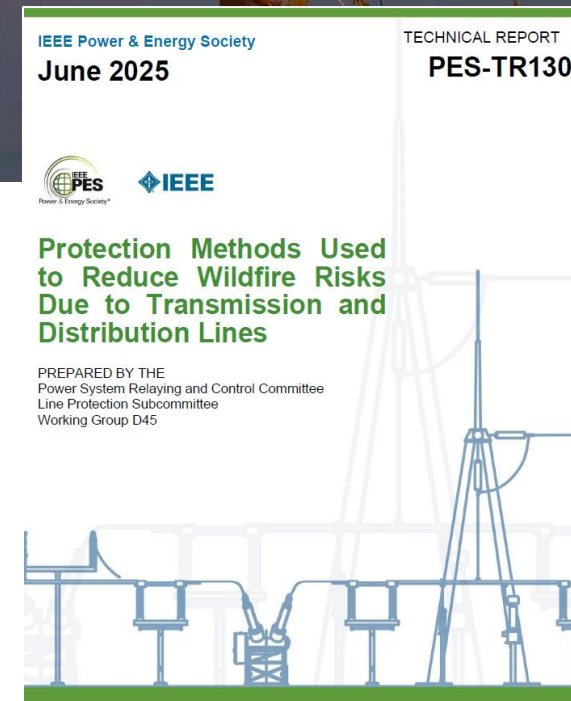 IEEE Power & Energy Society
June 2025
TECHNICAL REPORT
PES-TR130
IEEE
PES
Power & Energy Society®
IEEE
Protection Methods Used
to Reduce Wildfire Risks
Due to Transmission and
Distribution Lines
PREPARED BY THE
Power System Relaying and Control Committee
Line Protection Subcommittee
Working Group D45